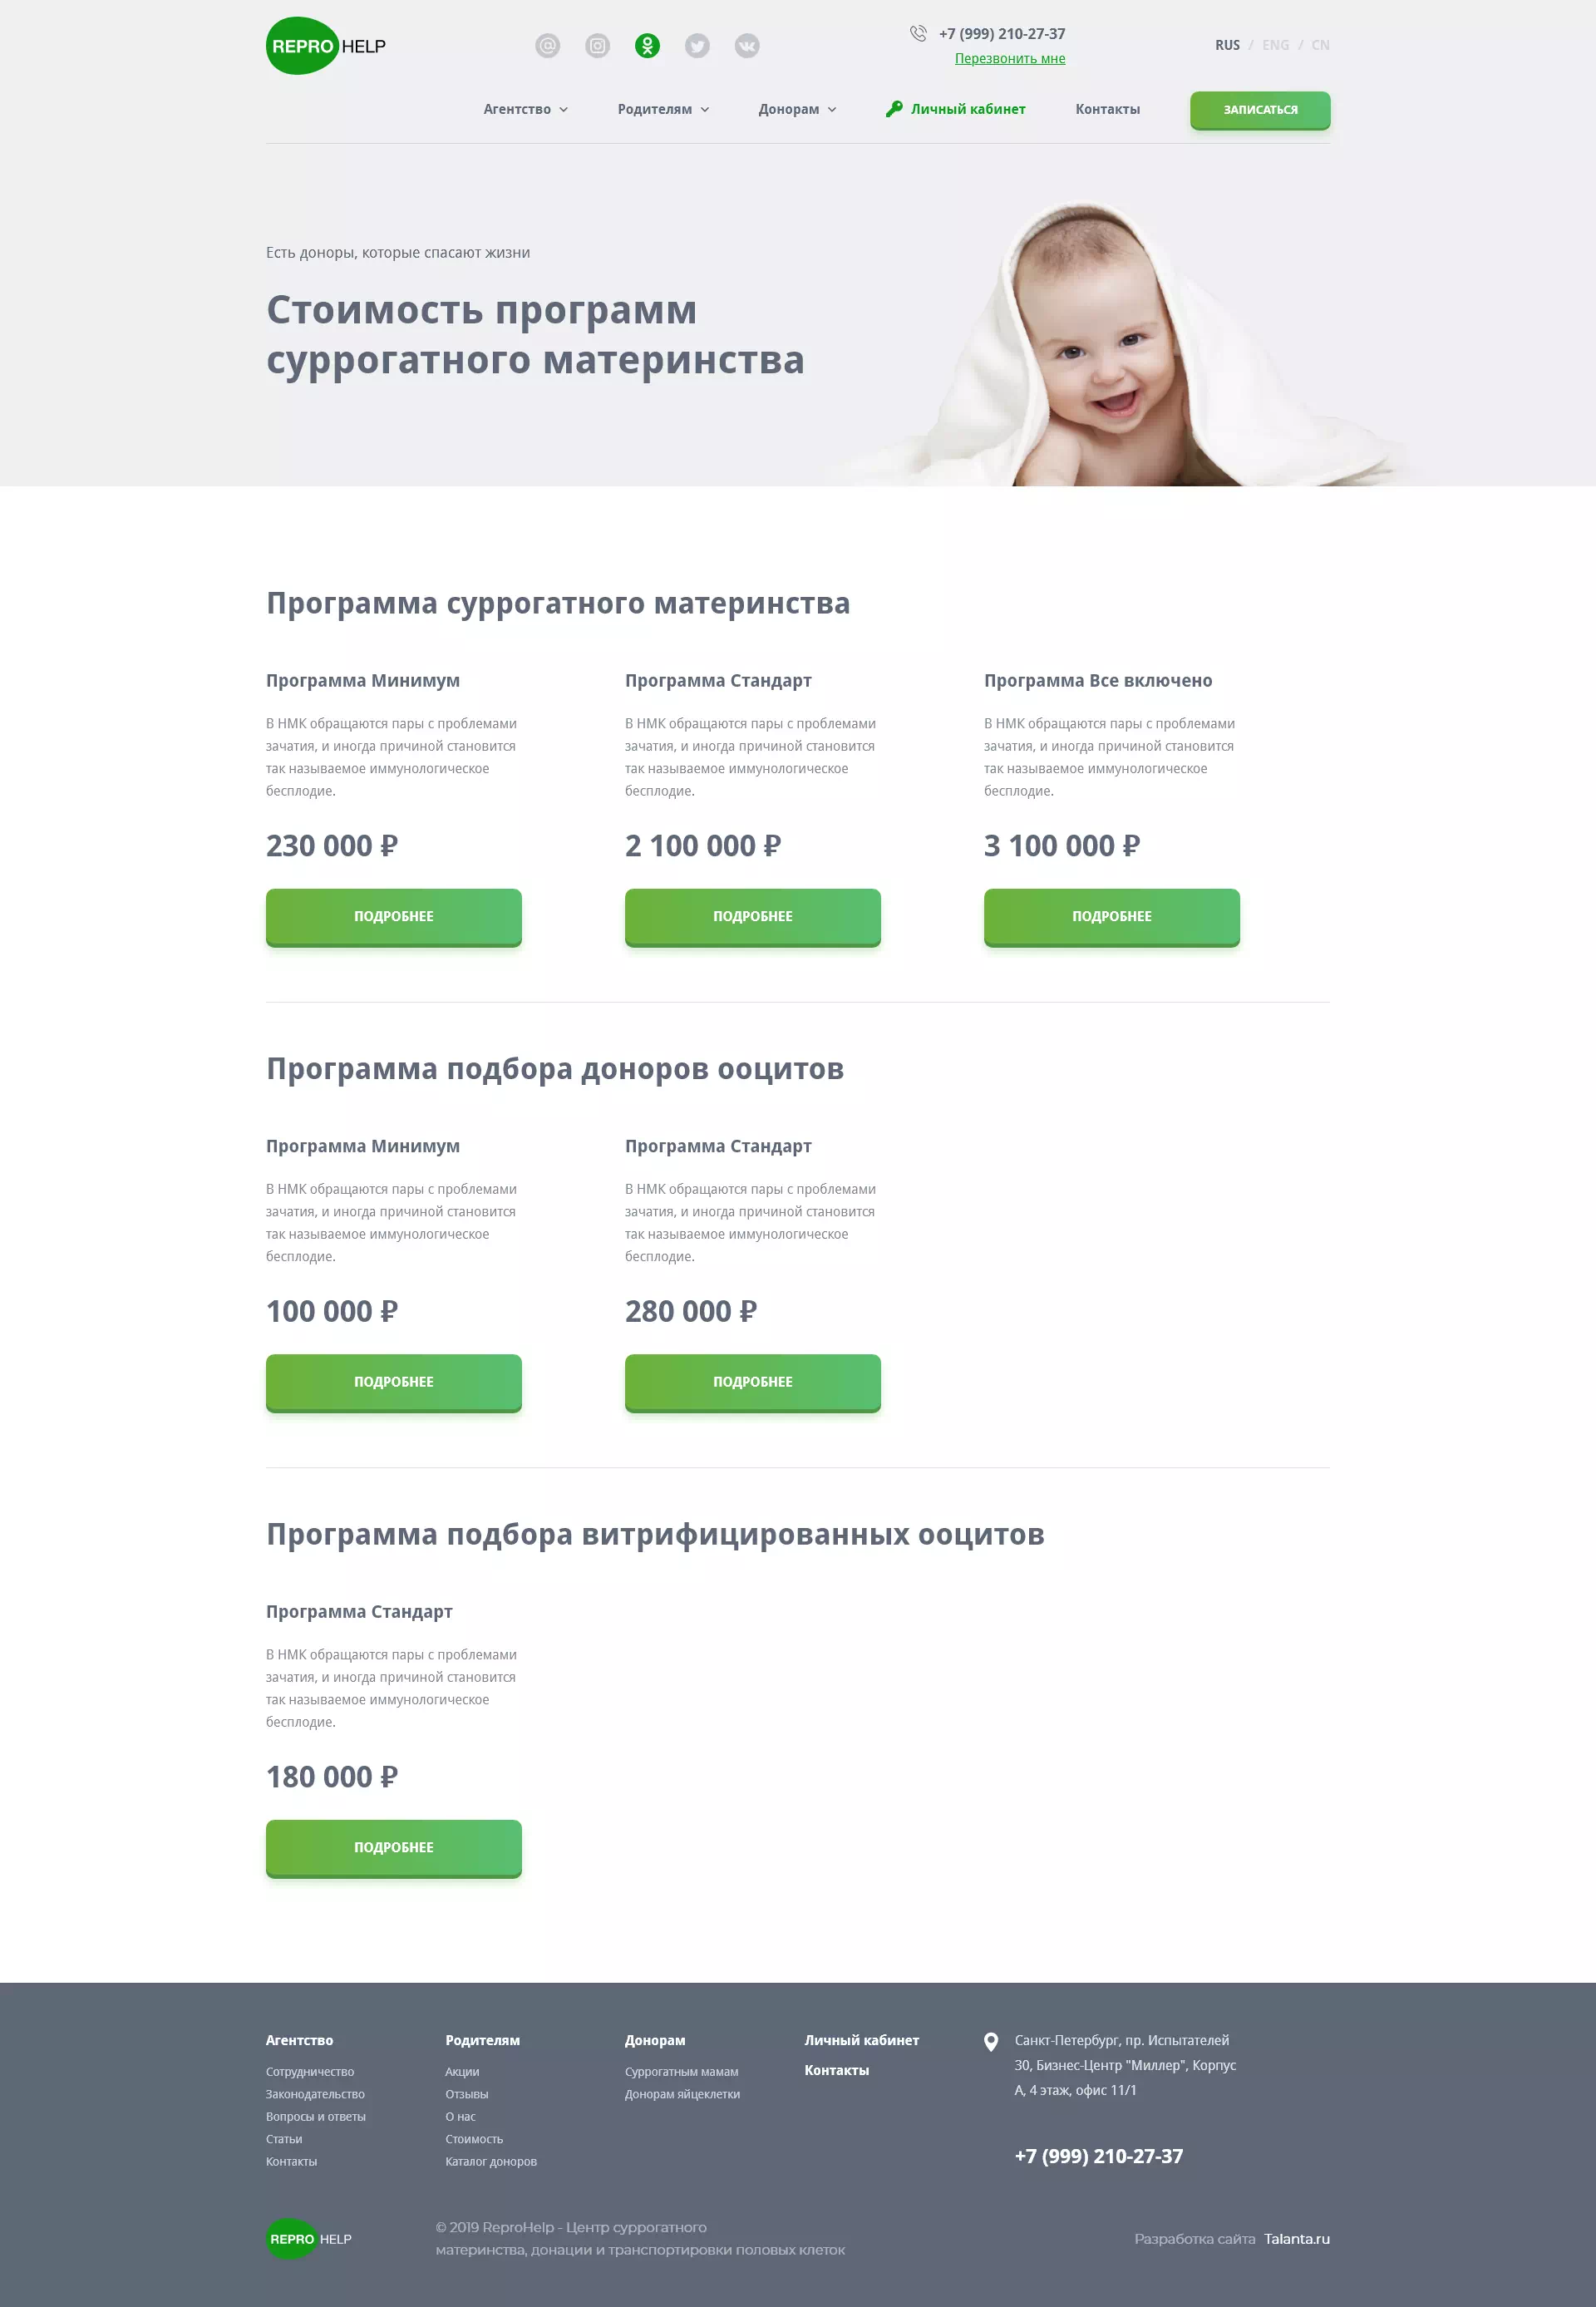 REPRO HELP
+7 (999) 210-27-37
Перезвонить мне
RUS / ENG / CN
Агентство
Родителям
Донорам
Личный кабинет
Контакты
ЗАПИСАТЬСЯ
Есть доноры, которые спасают жизни
Стоимость программ
суррогатного материнства
Программа суррогатного материнства
Программа Минимум
В НМК обращаются пары с проблемами
зачатия, и иногда причиной становится
так называемое иммунологическое
бесплодие.
230 000 ₽
ПОДРОБНЕЕ
Программа Стандарт
В НМК обращаются пары с проблемами
зачатия, и иногда причиной становится
так называемое иммунологическое
бесплодие.
2 100 000 ₽
ПОДРОБНЕЕ
Программа Все включено
В НМК обращаются пары с проблемами
зачатия, и иногда причиной становится
так называемое иммунологическое
бесплодие.
3 100 000 ₽
ПОДРОБНЕЕ
Программа подбора доноров ооцитов
Программа Минимум
В НМК обращаются пары с проблемами
зачатия, и иногда причиной становится
так называемое иммунологическое
бесплодие.
100 000 ₽
ПОДРОБНЕЕ
Программа Стандарт
В НМК обращаются пары с проблемами
зачатия, и иногда причиной становится
так называемое иммунологическое
бесплодие.
280 000 ₽
ПОДРОБНЕЕ
Программа подбора витрифицированных ооцитов
Программа Стандарт
В НМК обращаются пары с проблемами
зачатия, и иногда причиной становится
так называемое иммунологическое
бесплодие.
180 000 ₽
ПОДРОБНЕЕ
Агентство
Сотрудничество
Законодательство
Вопросы и ответы
Статьи
Контакты
Родителям
Акции
Отзывы
О нас
Стоимость
Каталог доноров
Донорам
Суррогатным мамам
Донорам яйцеклетки
Личный кабинет
Контакты
Санкт-Петербург, пр. Испытателей
30, Бизнес-Центр "Миллер", Корпус
А, 4 этаж, офис 11/1
+7 (999) 210-27-37
REPRO HELP
© 2019 ReproHelp - Центр суррогатного
материнства, донации и транспортировки половых клеток
Разработка сайта Talanta.ru